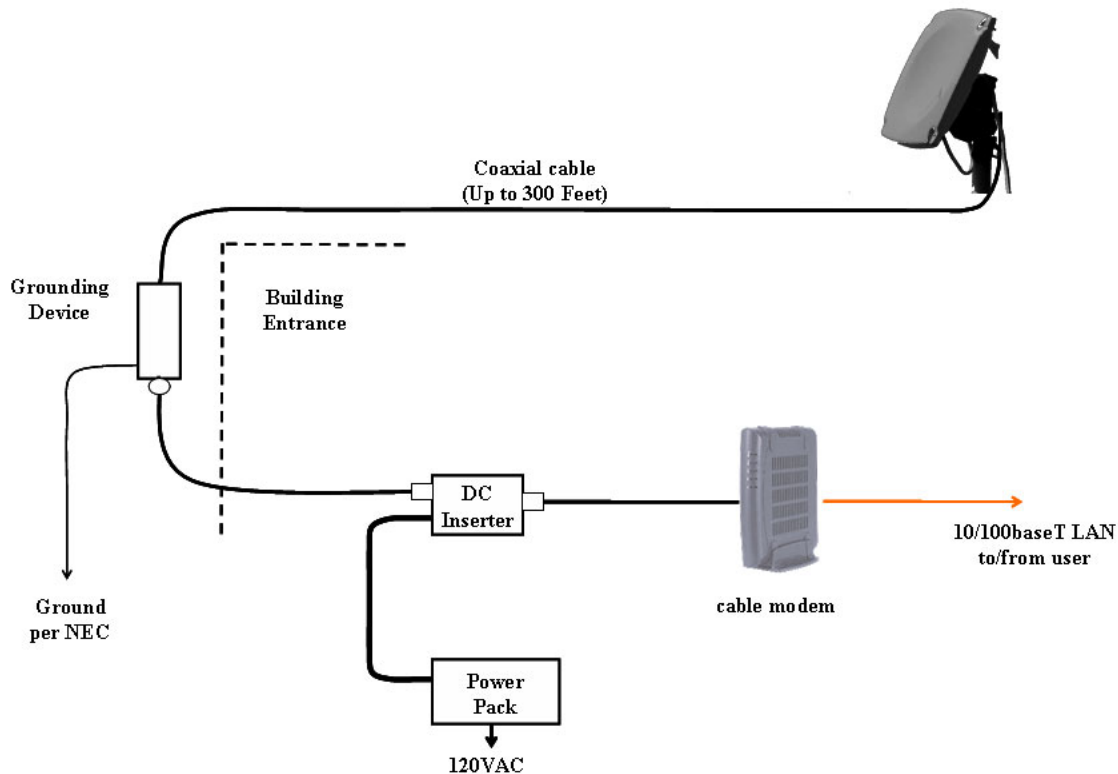 Coaxial cable
(Up to 300 Feet)
Grounding
Device
Building
Entrance
DC
Inserter
10/100baseT LAN
to/from user
cable modem
Ground
per NEC
Power
Pack
120VAC